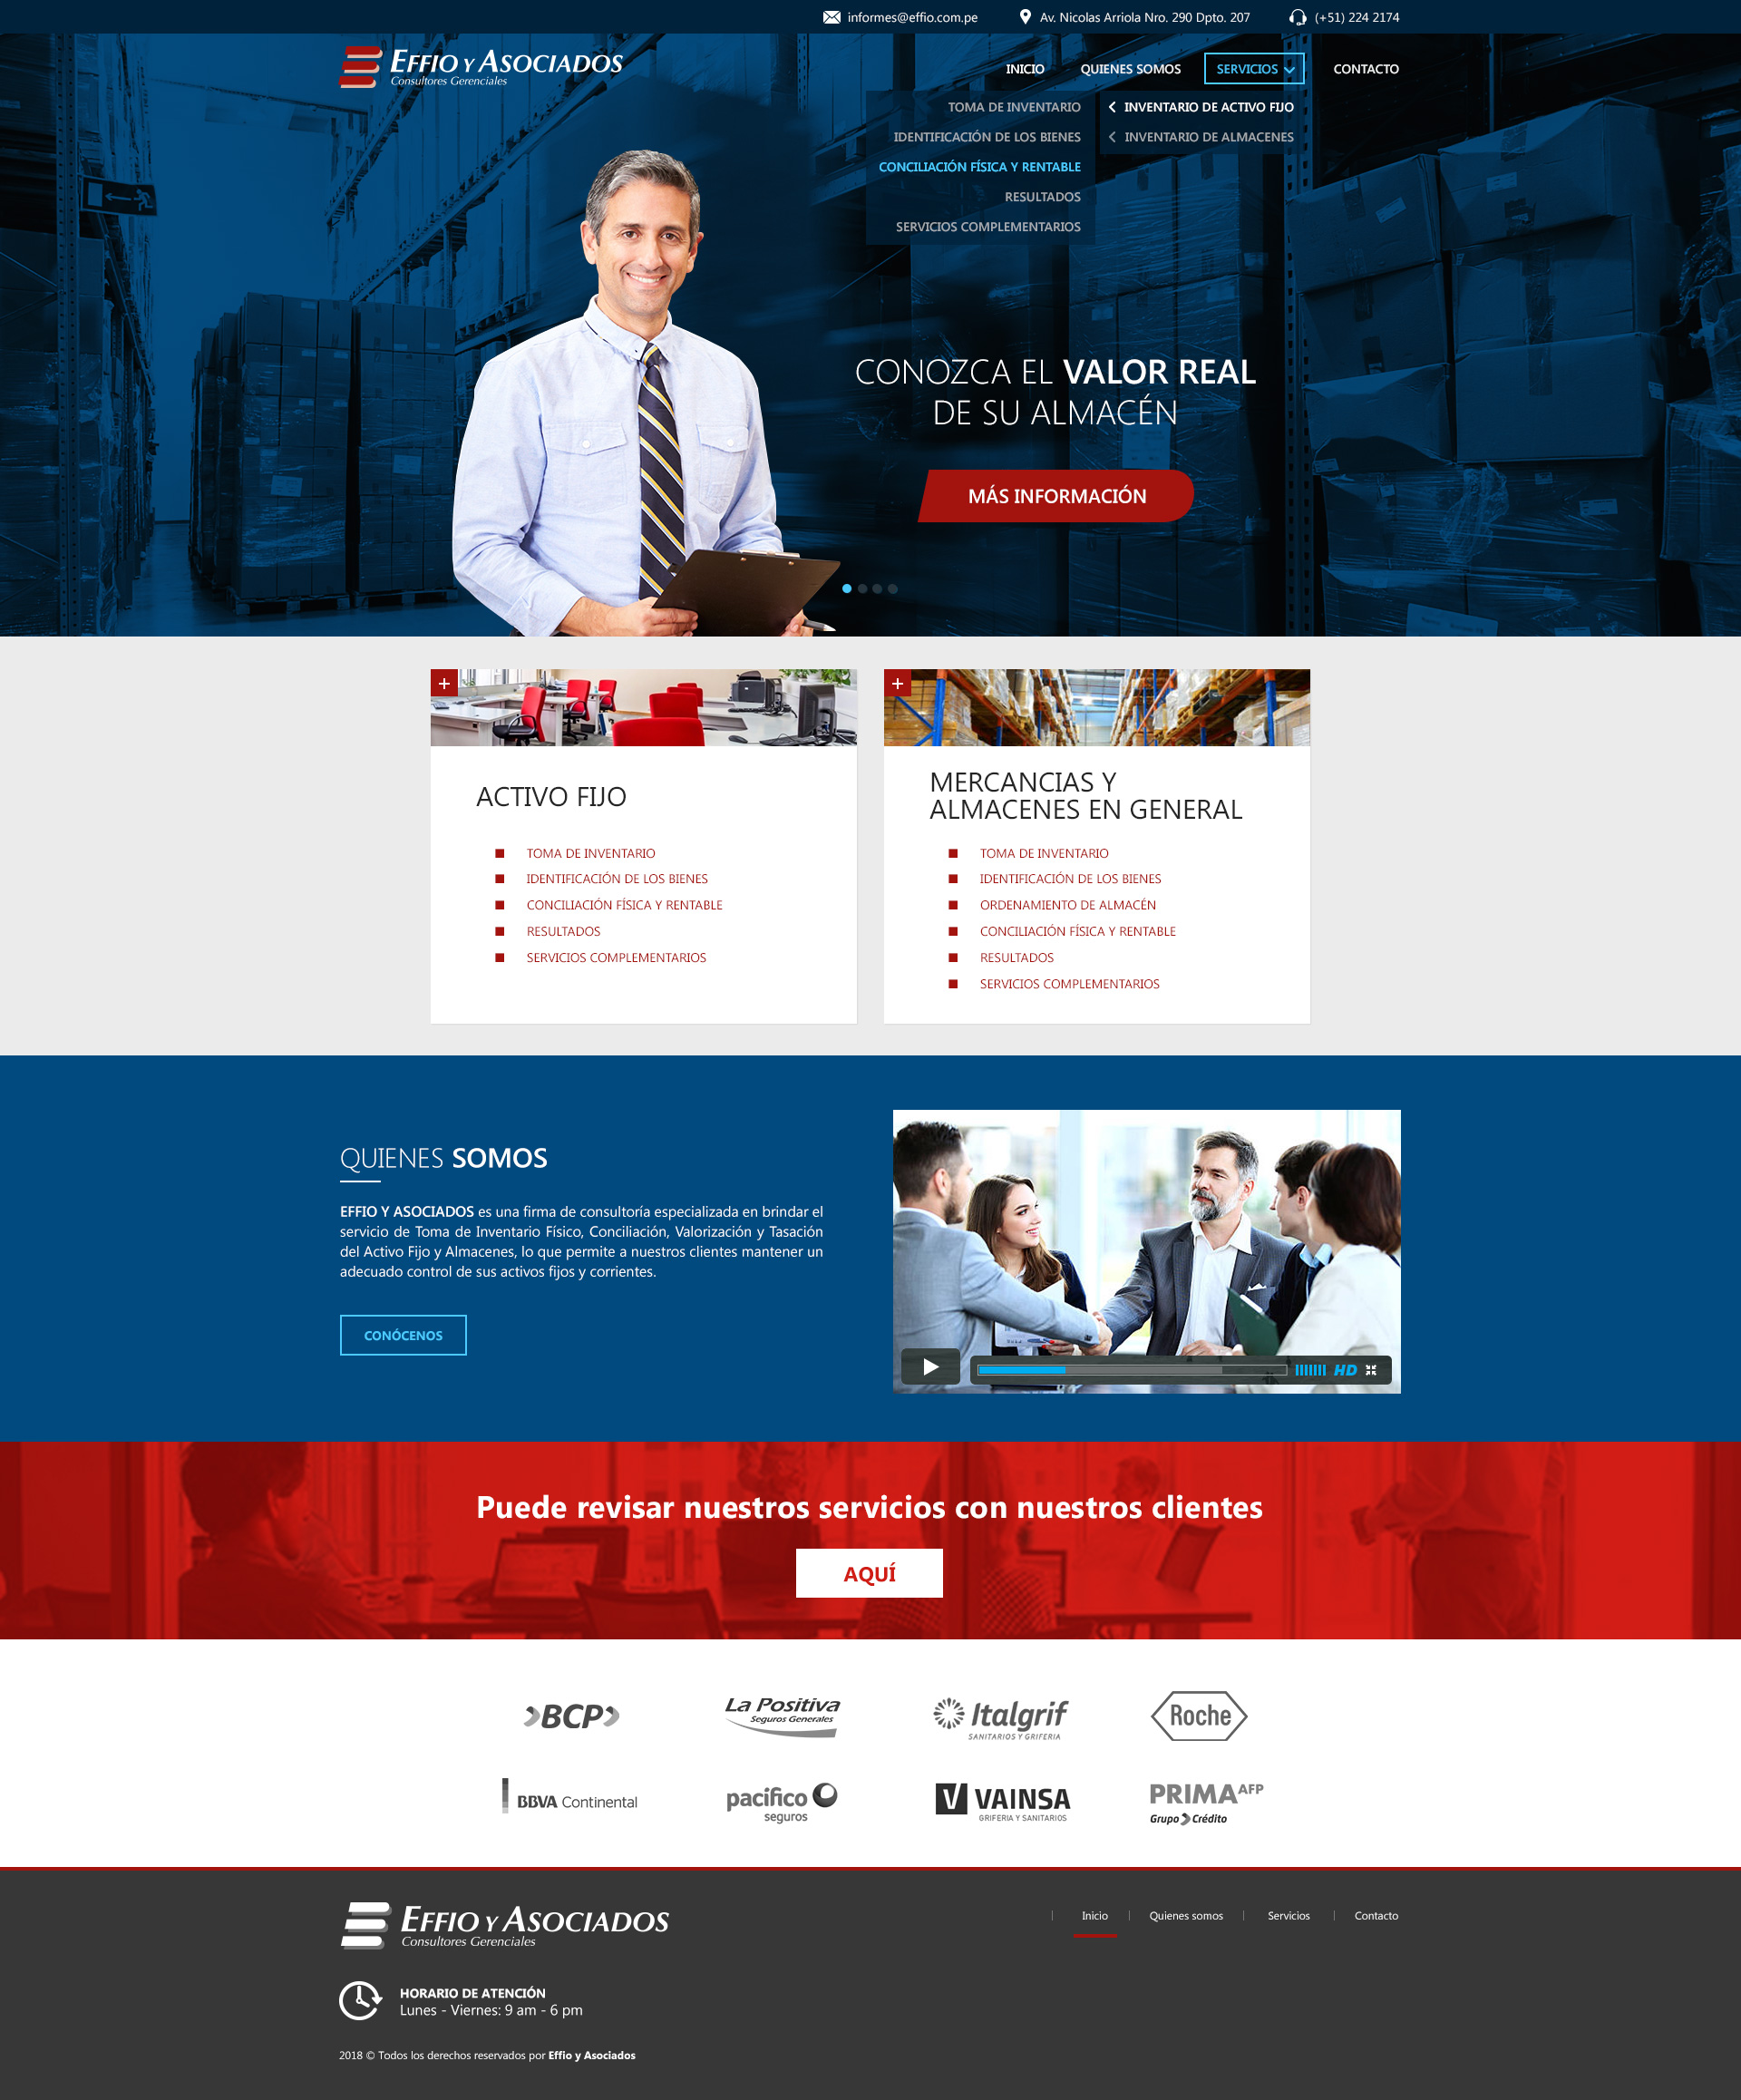 informes@effio.com.pe
Av. Nicolas Arriola Nro. 290 Dpto. 207
(+51) 224 2174
EFFIO Y ASOCIADOS
Consultores Gerenciales
INICIO
QUIENES SOMOS
SERVICIOS
CONTACTO
INVENTARIO DE ACTIVO FIJO
INVENTARIO DE ALMACENES
TOMA DE INVENTARIO
IDENTIFICACIÓN DE LOS BIENES
CONCILIACIÓN FÍSICA Y RENTABLE
RESULTADOS
SERVICIOS COMPLEMENTARIOS
CONOZCA EL VALOR REAL
DE SU ALMACÉN
MÁS INFORMACIÓN
ACTIVO FIJO
TOMA DE INVENTARIO
IDENTIFICACIÓN DE LOS BIENES
CONCILIACIÓN FÍSICA Y RENTABLE
RESULTADOS
SERVICIOS COMPLEMENTARIOS
MERCANCIAS Y
ALMACENES EN GENERAL
TOMA DE INVENTARIO
IDENTIFICACIÓN DE LOS BIENES
ORDENAMIENTO DE ALMACÉN
CONCILIACIÓN FÍSICA Y RENTABLE
RESULTADOS
SERVICIOS COMPLEMENTARIOS
QUIENES SOMOS
EFFIO Y ASOCIADOS es una firma de consultoría especializada en brindar el
servicio de Toma de Inventario Físico, Conciliación, Valorización y Tasación
del Activo Fijo y Almacenes, lo que permite a nuestros clientes mantener un
adecuado control de sus activos fijos y corrientes.
CONÓCENOS
HD
Puede revisar nuestros servicios con nuestros clientes
AQUÍ
BCP
La Positiva
Seguros Generales
Italgrif
SANITARIOS Y GRIFERIA
Roche
BBVA Continental
pacifico
seguros
VAINSA
GRIFERIA Y SANITARIOS
PRIMA AFP
Grupo Crédito
EFFIO Y ASOCIADOS
Consultores Gerenciales
Inicio
Quienes somos
Servicios
Contacto
HORARIO DE ATENCIÓN
Lunes - Viernes: 9 am - 6 pm
2018 © Todos los derechos reservados por Effio y Asociados